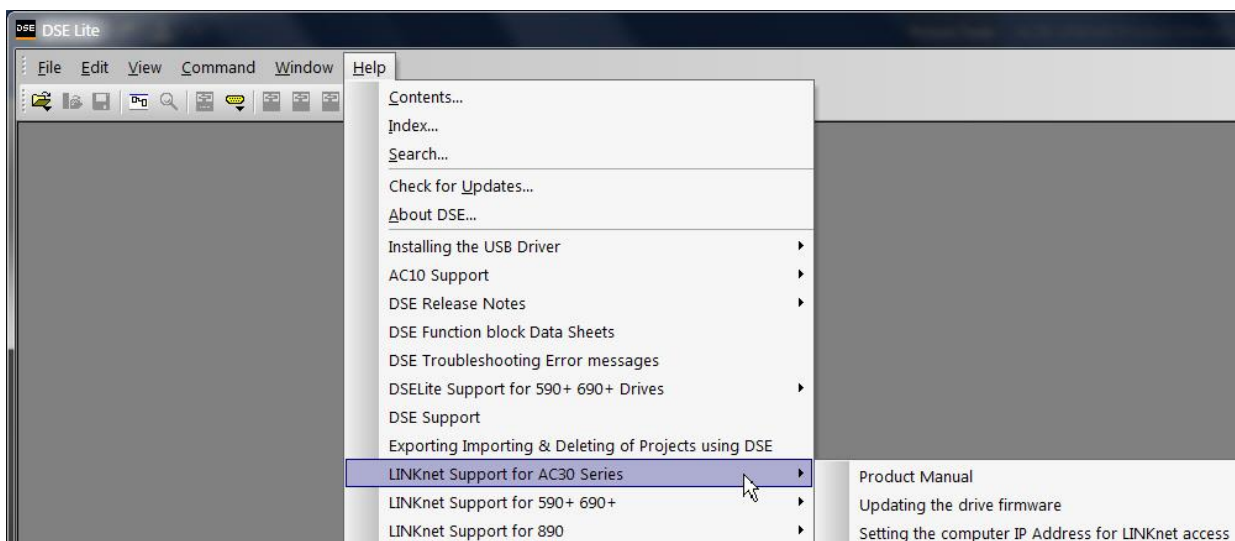 DSE DSE Lite
File Edit View Command Window Help
Contents...
Index...
Search...
Check for Updates...
About DSE...
Installing the USB Driver
AC10 Support
DSE Release Notes
DSE Function block Data Sheets
DSE Troubleshooting Error messages
DSELite Support for 590+ 690+ Drives
DSE Support
Exporting Importing & Deleting of Projects using DSE
LINKnet Support for AC30 Series
LINKnet Support for 590+ 690+
LINKnet Support for 890
Product Manual
Updating the drive firmware
Setting the computer IP Address for LINKnet access